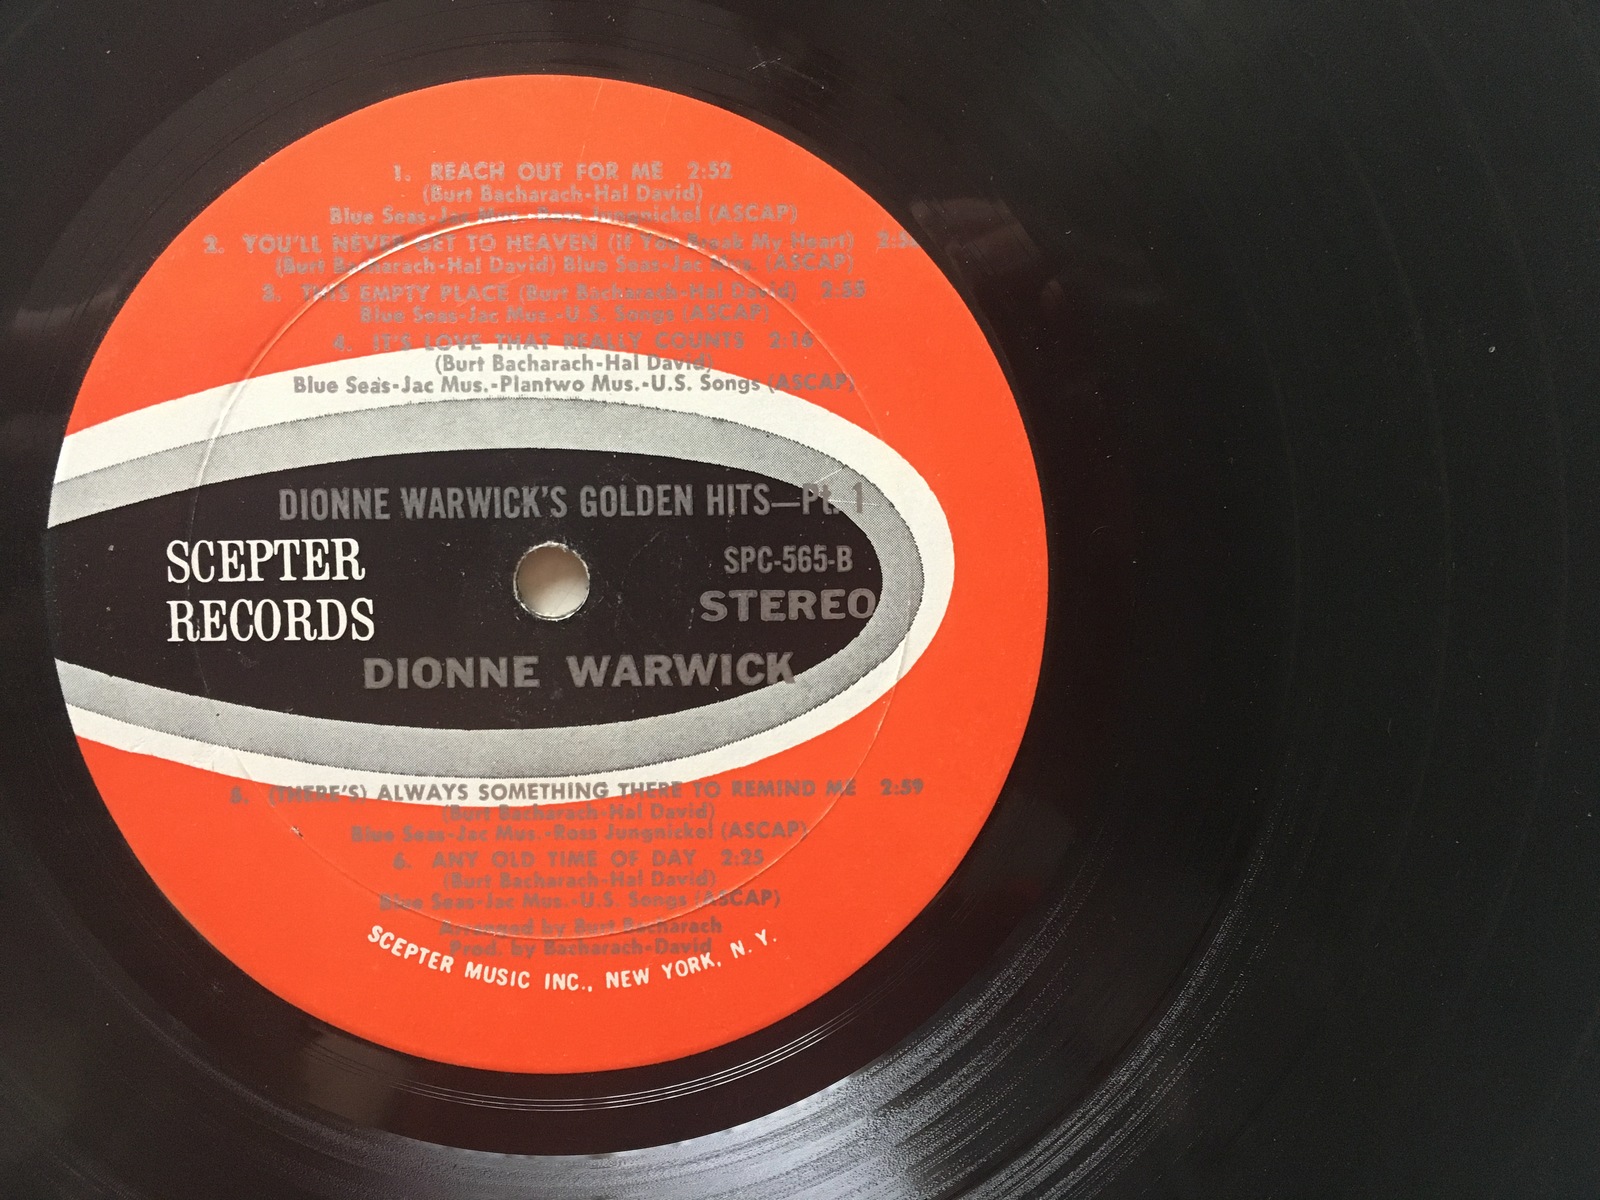 1. REACH OUT FOR ME 2:52
(Burt Bacharach-Hal David)
Blue Seas-Jac Mus.-Ross Jungnickel (ASCAP)
2. YOU'LL NEVER GET TO HEAVEN (If You Break My Heart)
(Burt Bacharach-Hal David) Blue Seas-Jac Mus. (ASCAP)
3. THIS EMPTY PLACE (Burt Bacharach-Hal David) 2:55
Blue Seas-Jac Mus.-U.S. Songs (ASCAP)
4. IT'S LOVE THAT REALLY COUNTS 2:16
(Burt Bacharach-Hal David)
Blue Seas-Jac Mus.-Plantwo Mus.-U.S. Songs (ASCAP)
DIONNE WARWICK'S GOLDEN HITS—Pt. 1
SCEPTER
RECORDS
SPC-565-B
STEREO
DIONNE WARWICK
5. (THERE'S) ALWAYS SOMETHING THERE TO REMIND ME 2:59
(Burt Bacharach-Hal David)
Blue Seas-Jac Mus.-Ross Jungnickel (ASCAP)
6. ANY OLD TIME OF DAY 2:25
(Burt Bacharach-Hal David)
Blue Seas-Jac Mus.-U.S. Songs (ASCAP)
Arranged by Burt Bacharach
Prod. by Bacharach-David
SCEPTER MUSIC INC., NEW YORK, N. Y.